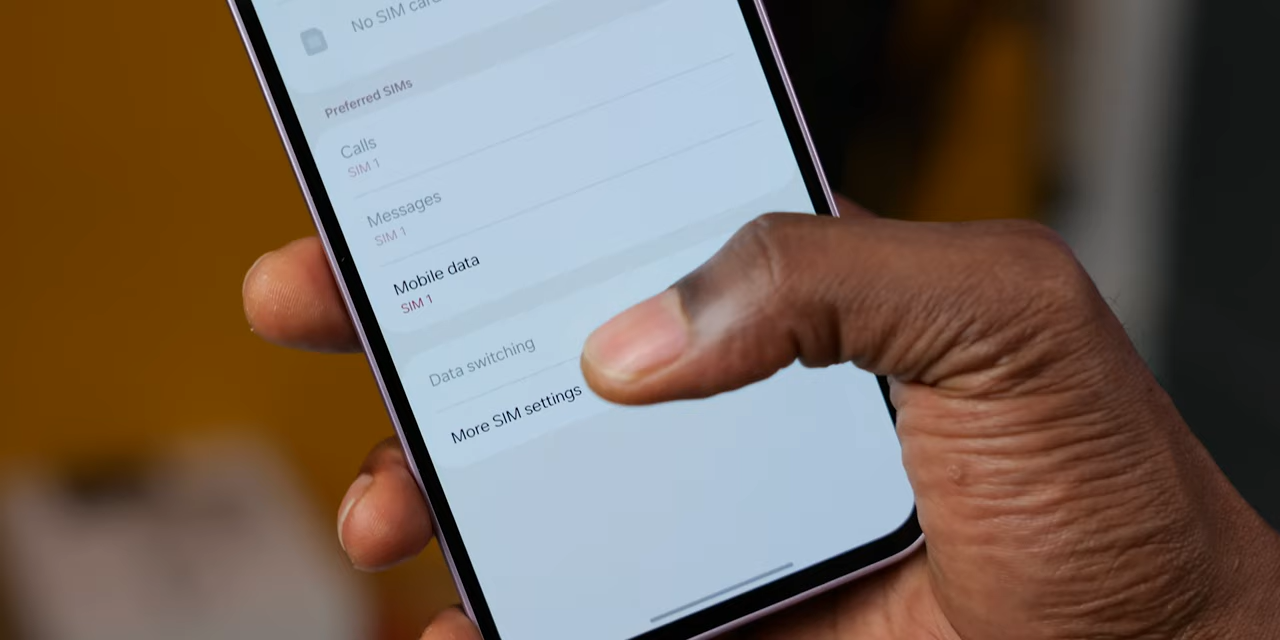 No SIM card
Preferred SIMs
Calls
SIM 1
Messages
SIM 1
Mobile data
SIM 1
Data switching
More SIM settings